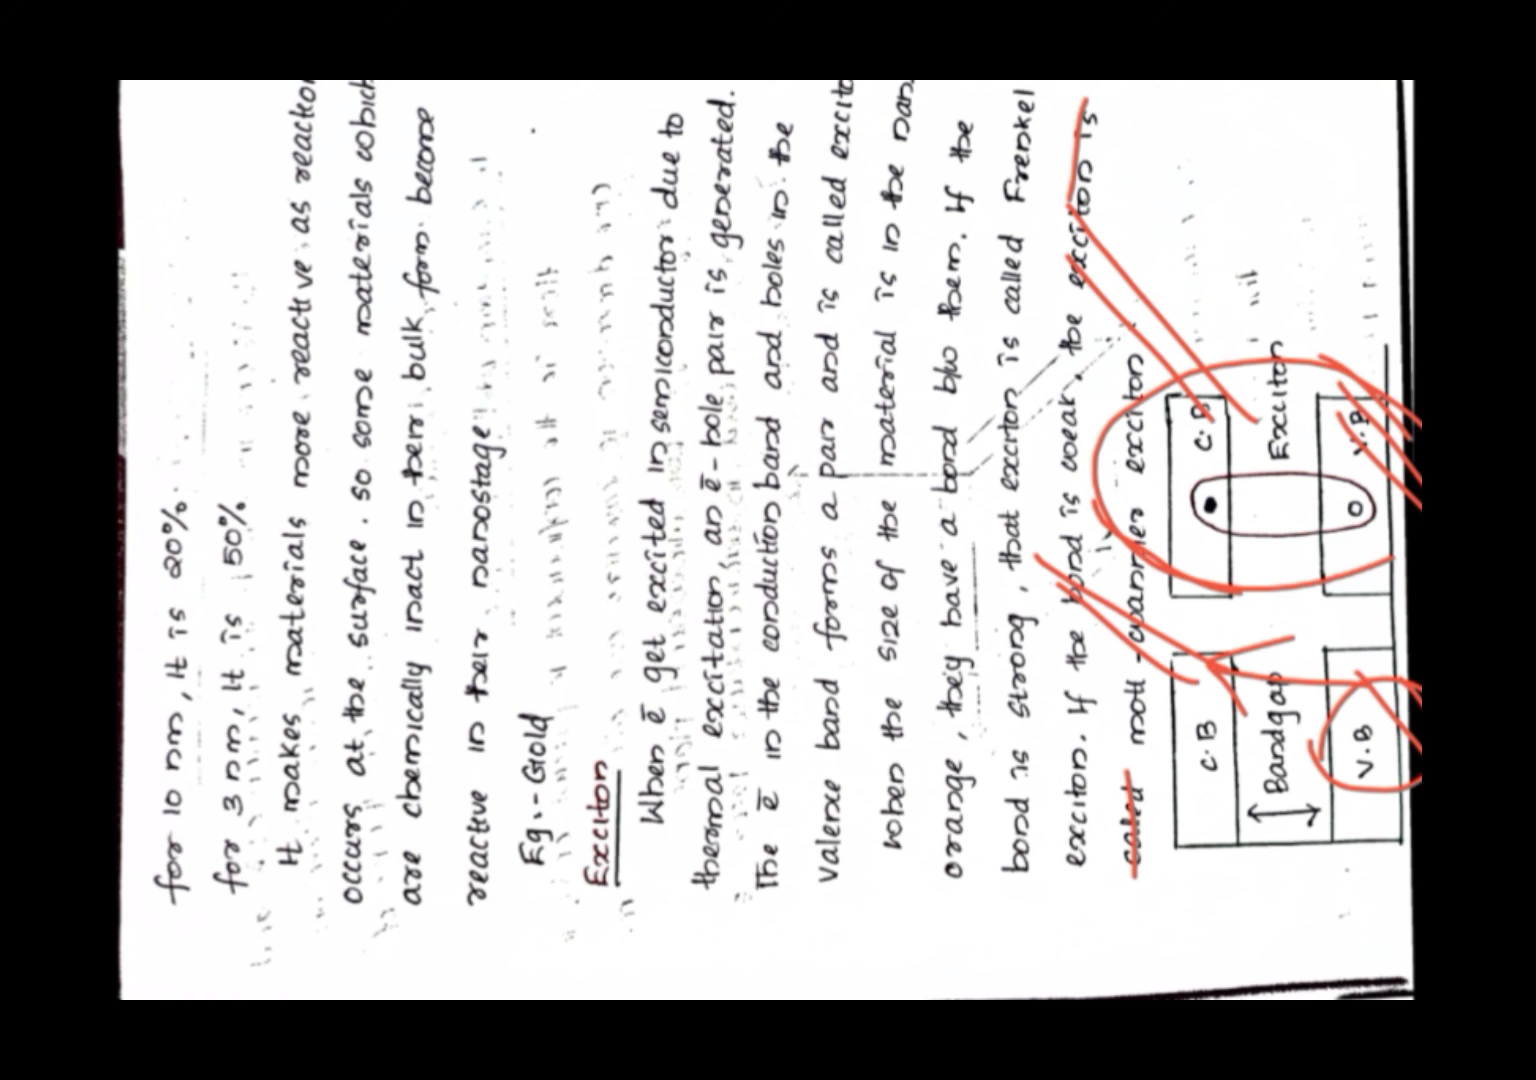 for 10 nm, it is 20%.
for 3 nm, it is 50%
It makes materials more reactive as reaction
occurs at the surface. so some materials which
are chemically inact in their bulk form become
reactive in their nanostage
Eg.- Gold
Exciton
When ē get excited in semiconductor due to
thermal excitation, an ē-hole pair is generated.
The ē in the conduction band and holes in the
valence band forms a pair and is called
when the size of the material is in the
orange, they have a bond b/w them. If the
bond is strong, that exciton is called Frenkel
exciton. If the bond is weak, the exciton is
called mott-wannier exciton.
C.B C.B
Bandgap Exciton
V.B V.B